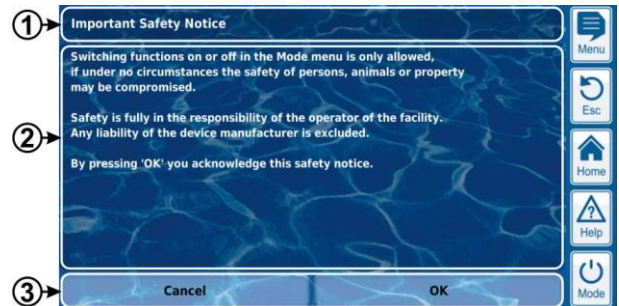 1
Important Safety Notice
Menu
2
Switching functions on or off in the Mode menu is only allowed,
if under no circumstances the safety of persons, animals or property
may be compromised.
Safety is fully in the responsibility of the operator of the facility.
Any liability of the device manufacturer is excluded.
By pressing 'OK' you acknowledge this safety notice.
Esc
Home
?
Help
3
Cancel
OK
Mode